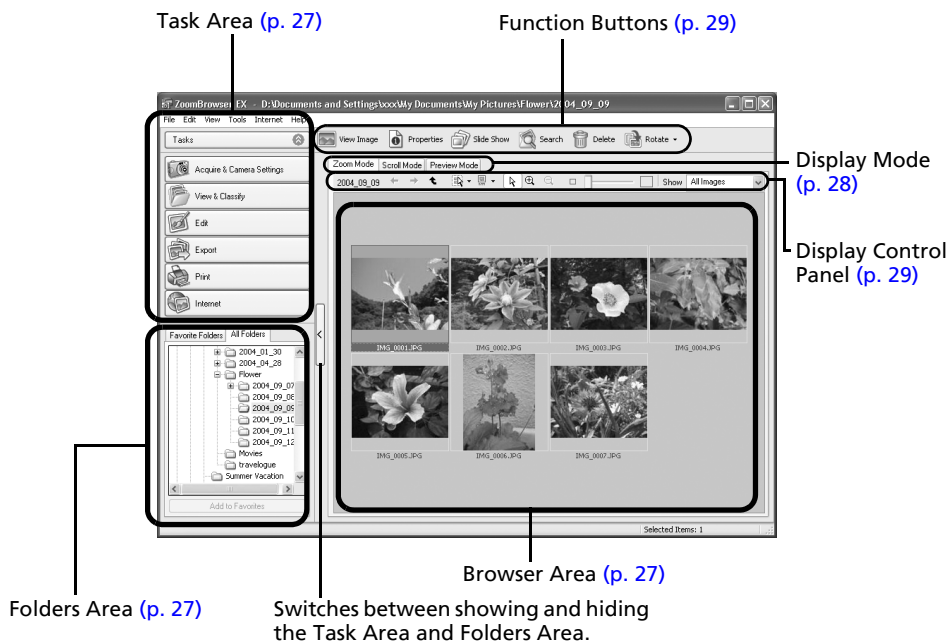 Task Area (p. 27)
Function Buttons (p. 29)
ZoomBrowser EX - D:\Documents and Settings\xxx\My Documents\My Pictures\Flower\2004_09_09
File Edit View Tools Internet Help
Tasks
View Image Properties Slide Show Search Delete Rotate
Zoom Mode Scroll Mode Preview Mode
Display Mode
(p. 28)
2004_09_09 Show All Images
Acquire & Camera Settings
View & Classify
Edit
Export
Print
Internet
Display Control
Panel (p. 29)
IMG_0001.JPG IMG_0002.JPG IMG_0003.JPG IMG_0004.JPG
Favorite Folders All Folders
2004_01_30
2004_04_28
Flower
2004_09_07
2004_09_08
2004_09_09
2004_09_10
2004_09_11
2004_09_12
Movies
travelogue
Summer Vacation
Add to Favorites
IMG_0005.JPG IMG_0006.JPG IMG_0007.JPG
Selected Items: 1
Browser Area (p. 27)
Folders Area (p. 27)
Switches between showing and hiding
the Task Area and Folders Area.